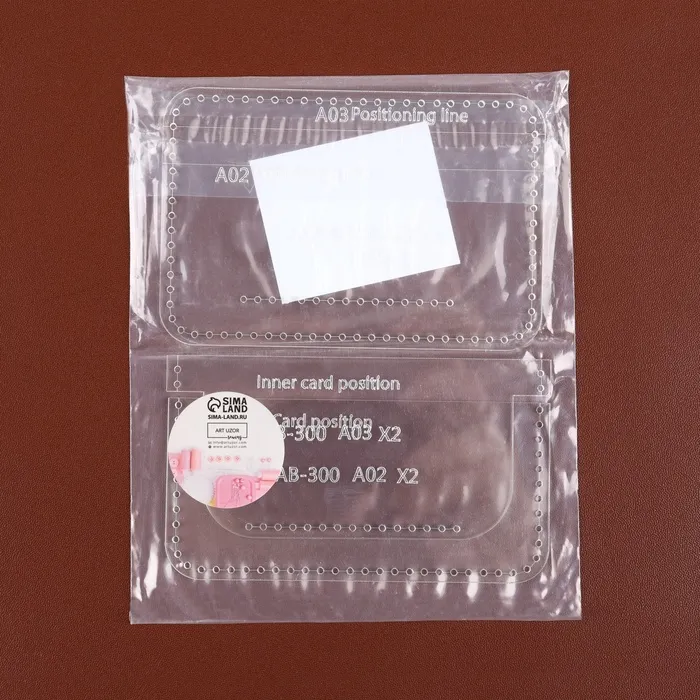 A03 Positioning line
A02
Inner card position
Card position
B-300 A03 X2
AB-300 A02 X2
SIMA
LAND
SIMA-LAND.RU
ART UZOR